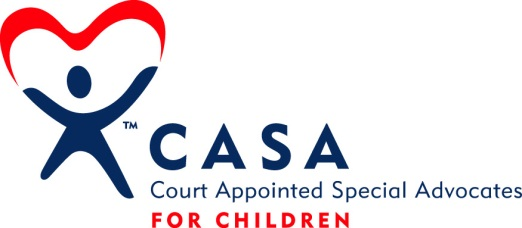 ™ CASA
Court Appointed Special Advocates
FOR CHILDREN